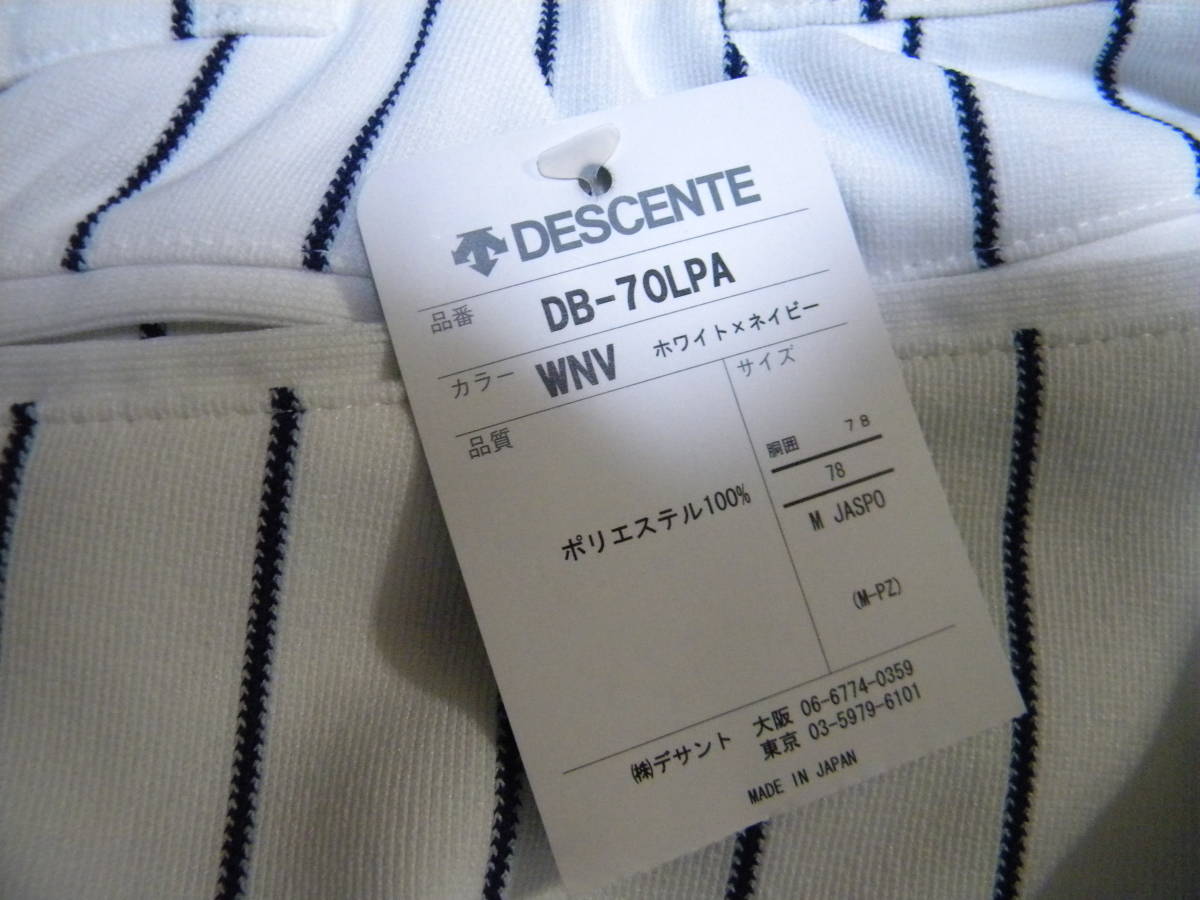 DESCENTE
品番 DB-70LPA
カラー WNV ホワイト×ネイビー
品質
ポリエステル100%
サイズ
胴囲 78
78
M JASPO
(M-PZ)
㈱デサント 大阪 06-6774-0359
東京 03-5979-6101
MADE IN JAPAN